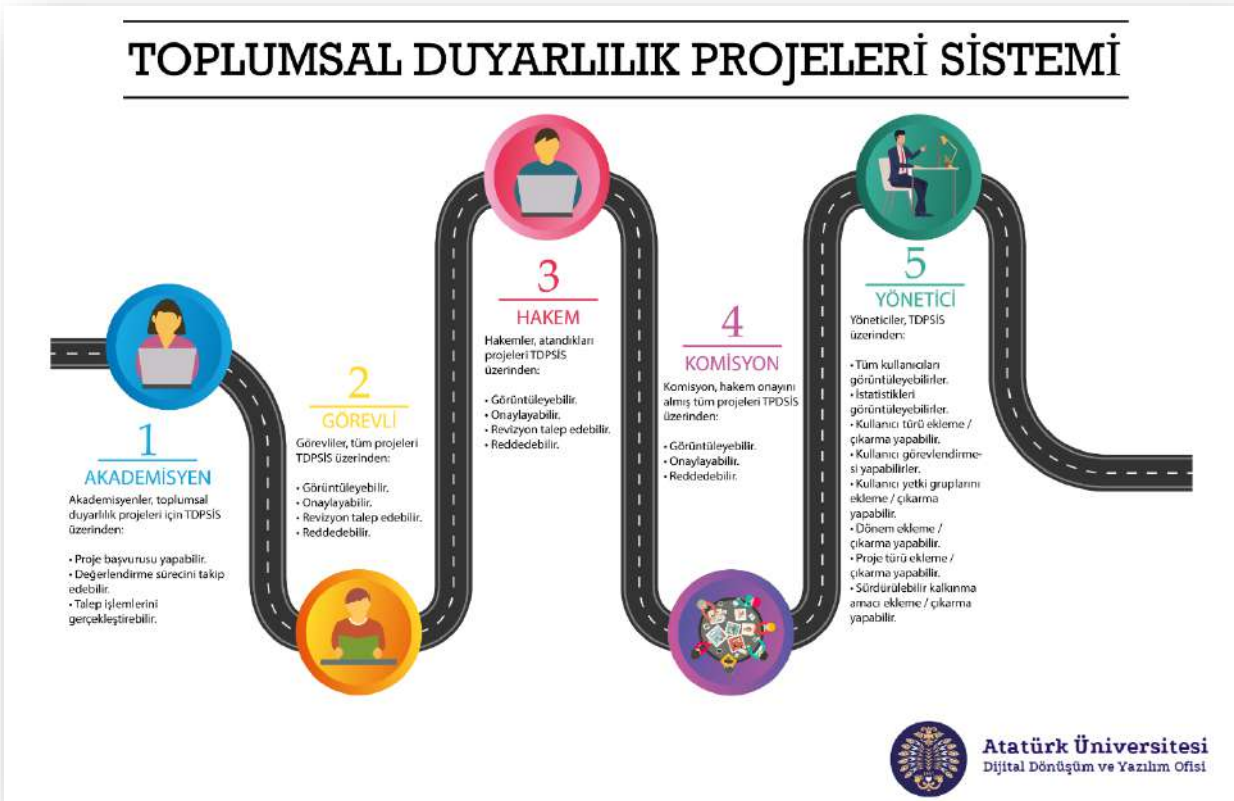 TOPLUMSAL DUYARLILIK PROJELERİ SİSTEMİ
1
AKADEMİSYEN
Akademisyenler, toplumsal
duyarlılık projeleri için TDPSİS
üzerinden:
• Proje başvurusu yapabilir.
• Değerlendirme sürecini takip
edebilir.
• Talep işlemlerini
gerçekleştirebilir.
2
GÖREVLİ
Görevliler, tüm projeleri
TDPSİS üzerinden:
• Görüntüleyebilir.
• Onaylayabilir.
• Revizyon talep edebilir.
• Reddedebilir.
3
HAKEM
Hakemler, atandıkları
projeleri TDPSİS
üzerinden:
• Görüntüleyebilir.
• Onaylayabilir.
• Revizyon talep edebilir.
• Reddedebilir.
4
KOMİSYON
Komisyon, hakem onayını
almış tüm projeleri TPDSİS
üzerinden:
• Görüntüleyebilir.
• Onaylayabilir.
• Reddedebilir.
5
YÖNETİCİ
Yöneticiler, TDPSİS
üzerinden:
• Tüm kullanıcıları
görüntüleyebilirler.
• İstatistikleri
görüntüleyebilirler.
• Kullanıcı türü ekleme /
çıkarma yapabilir.
• Kullanıcı görevlendirme-
si yapabilirler.
• Kullanıcı yetki gruplarını
ekleme / çıkarma
yapabilir.
• Dönem ekleme /
çıkarma yapabilir.
• Proje türü ekleme /
çıkarma yapabilir.
• Sürdürülebilir kalkınma
amacı ekleme / çıkarma
yapabilir.
Atatürk Üniversitesi
Dijital Dönüşüm ve Yazılım Ofisi